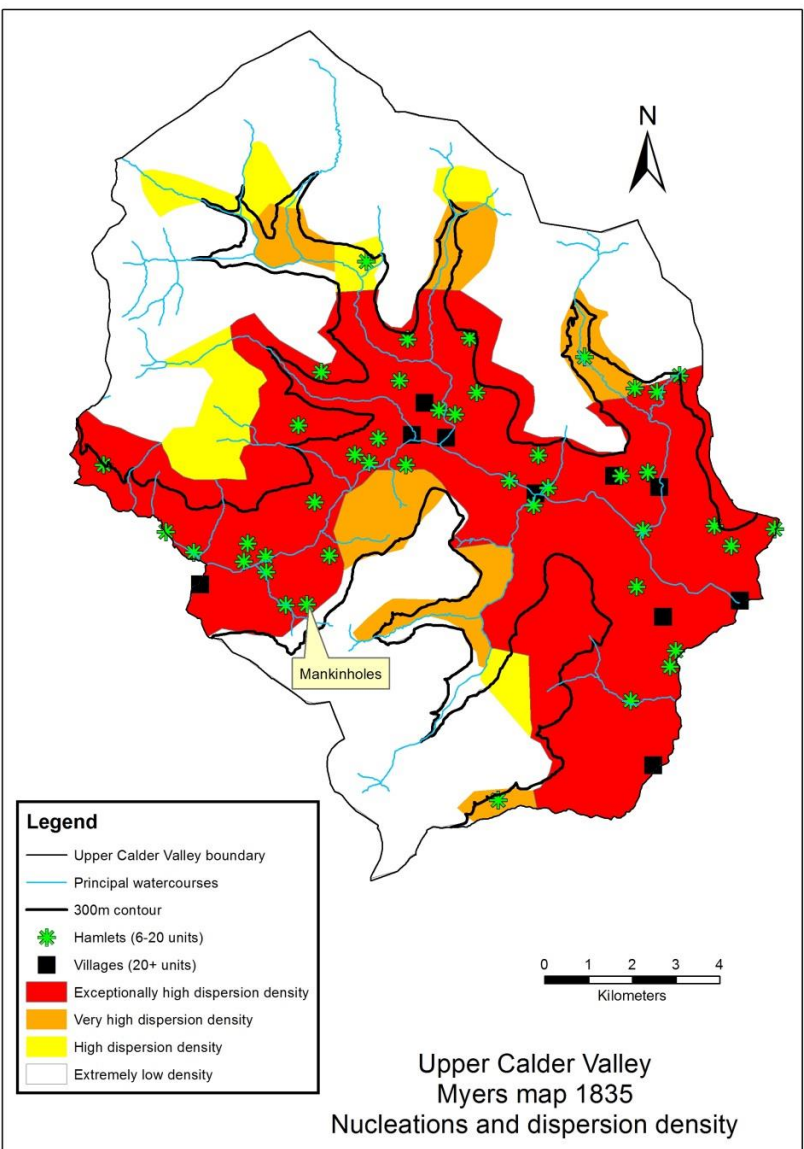 N
Mankinholes
Legend
Upper Calder Valley boundary
Principal watercourses
300m contour
Hamlets (6-20 units)
Villages (20+ units)
Exceptionally high dispersion density
Very high dispersion density
High dispersion density
Extremely low density
0 1 2 3 4
Kilometers
Upper Calder Valley
Myers map 1835
Nucleations and dispersion density